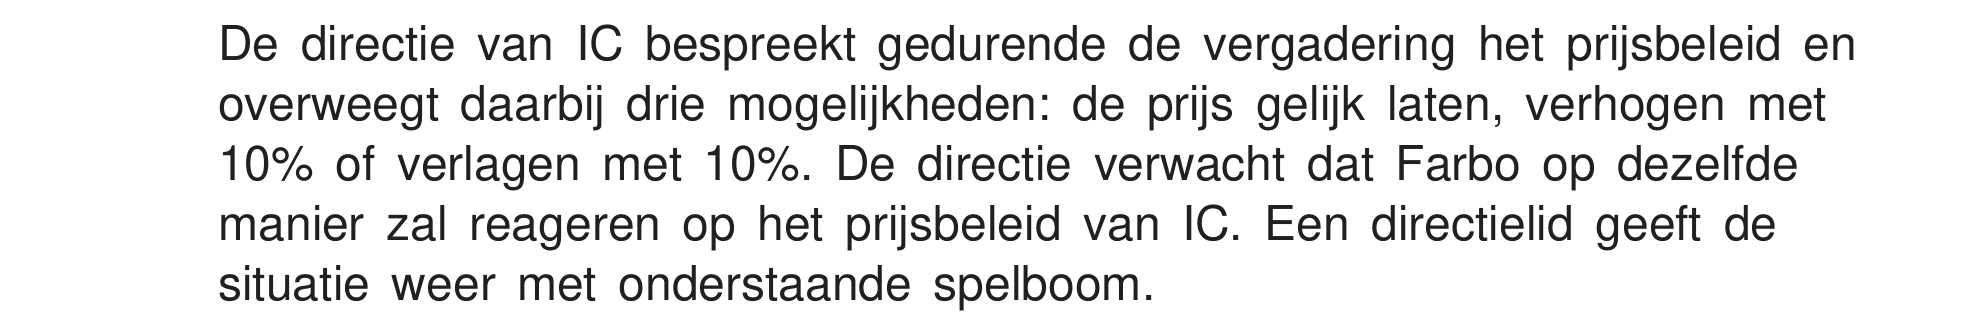 De directie van IC bespreekt gedurende de vergadering het prijsbeleid en
overweegt daarbij drie mogelijkheden: de prijs gelijk laten, verhogen met
10% of verlagen met 10%. De directie verwacht dat Farbo op dezelfde
manier zal reageren op het prijsbeleid van IC. Een directielid geeft de
situatie weer met onderstaande spelboom.